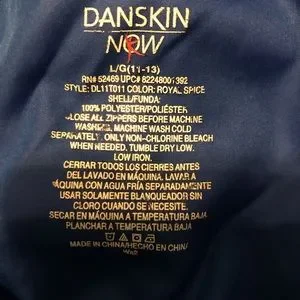 DANSKIN
NOW
L/G(11-13)
RN# 52469 UPC# 82248001392
STYLE: DL11T011 COLOR: ROYAL SPICE
SHELL/FUNDA:
100% POLYESTER/POLIÉSTER
CLOSE ALL ZIPPERS BEFORE MACHINE
WASHING. MACHINE WASH COLD
SEPARATELY. ONLY NON-CHLORINE BLEACH
WHEN NEEDED. TUMBLE DRY LOW.
LOW IRON.
CERRAR TODOS LOS CIERRES ANTES
DEL LAVADO EN MÁQUINA. LAVAR A
MÁQUINA CON AGUA FRÍA SEPARADAMENTE
USAR SOLAMENTE BLANQUEADOR SIN
CLORO CUANDO SE NECESITE.
SECAR EN MÁQUINA A TEMPERATURA BAJA
PLANCHAR A TEMPERATURA BAJA
MADE IN CHINA/HECHO EN CHINA